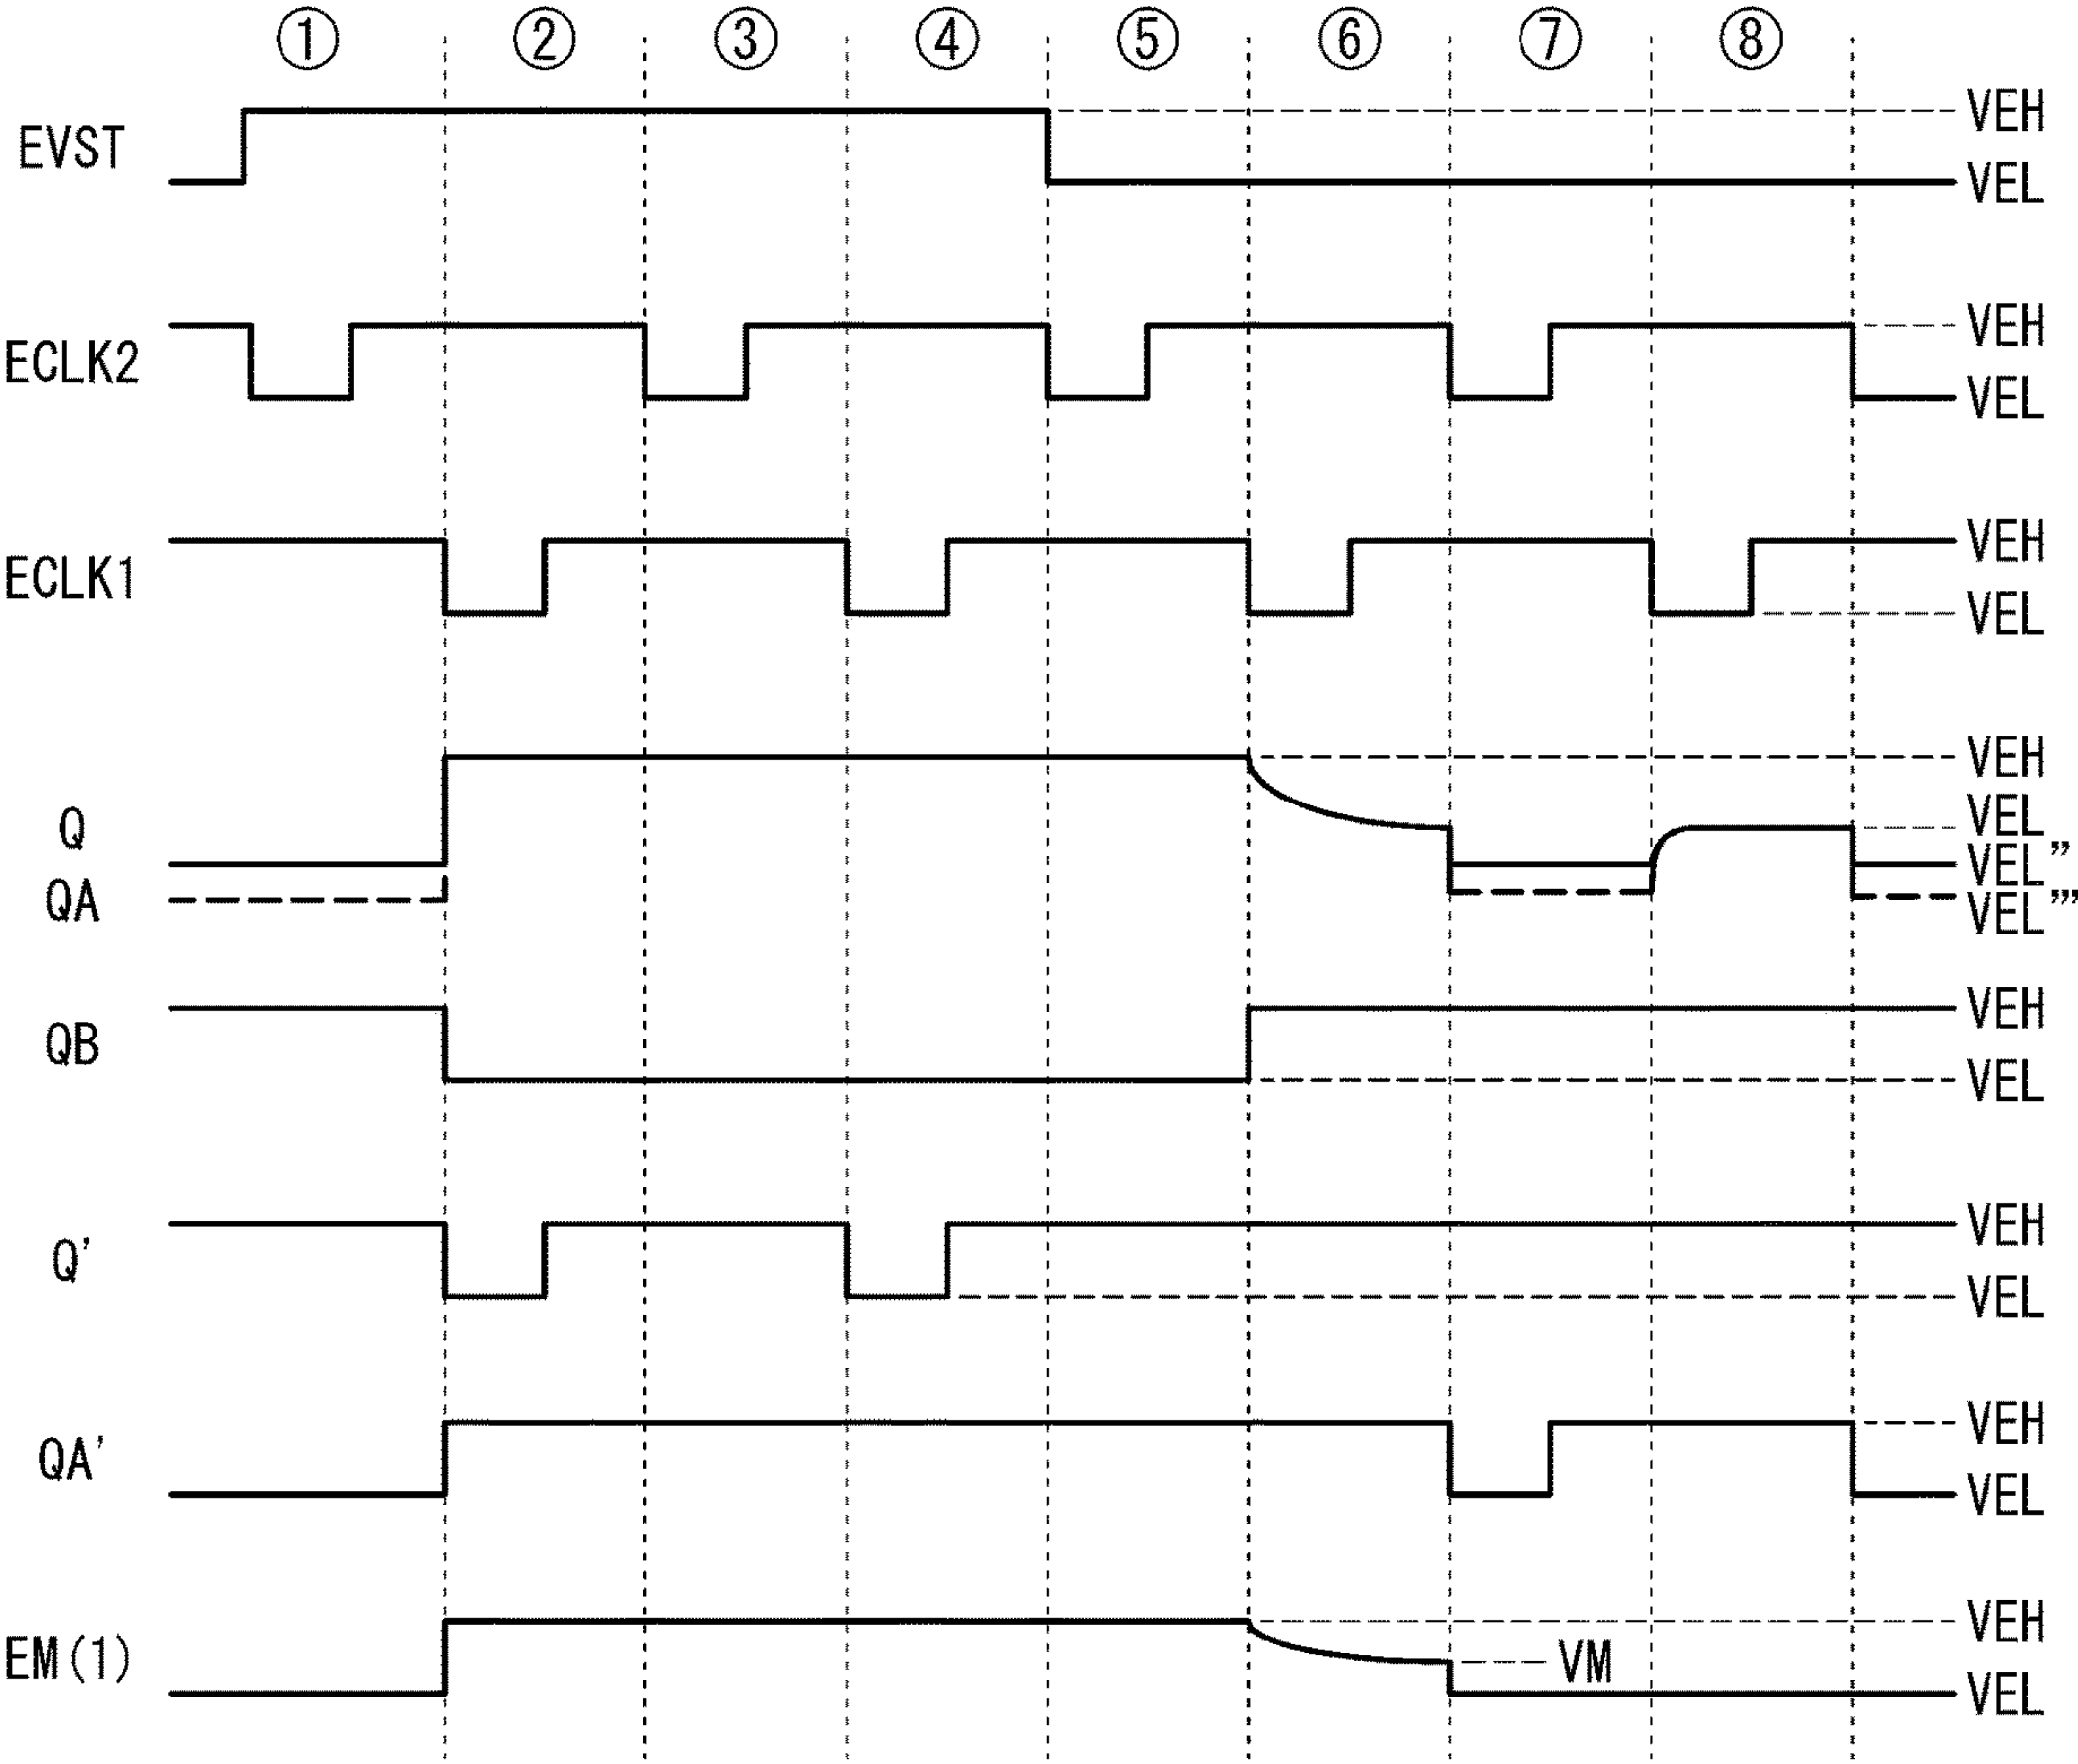 ① ② ③ ④ ⑤ ⑥ ⑦ ⑧
EVST
VEH
VEL
ECLK2
VEH
VEL
ECLK1
VEH
VEL
Q
QA
VEH
VEL
VEL”
VEL”’
QB
VEH
VEL
Q'
VEH
VEL
QA'
VEH
VEL
EM(1)
VM
VEH
VEL